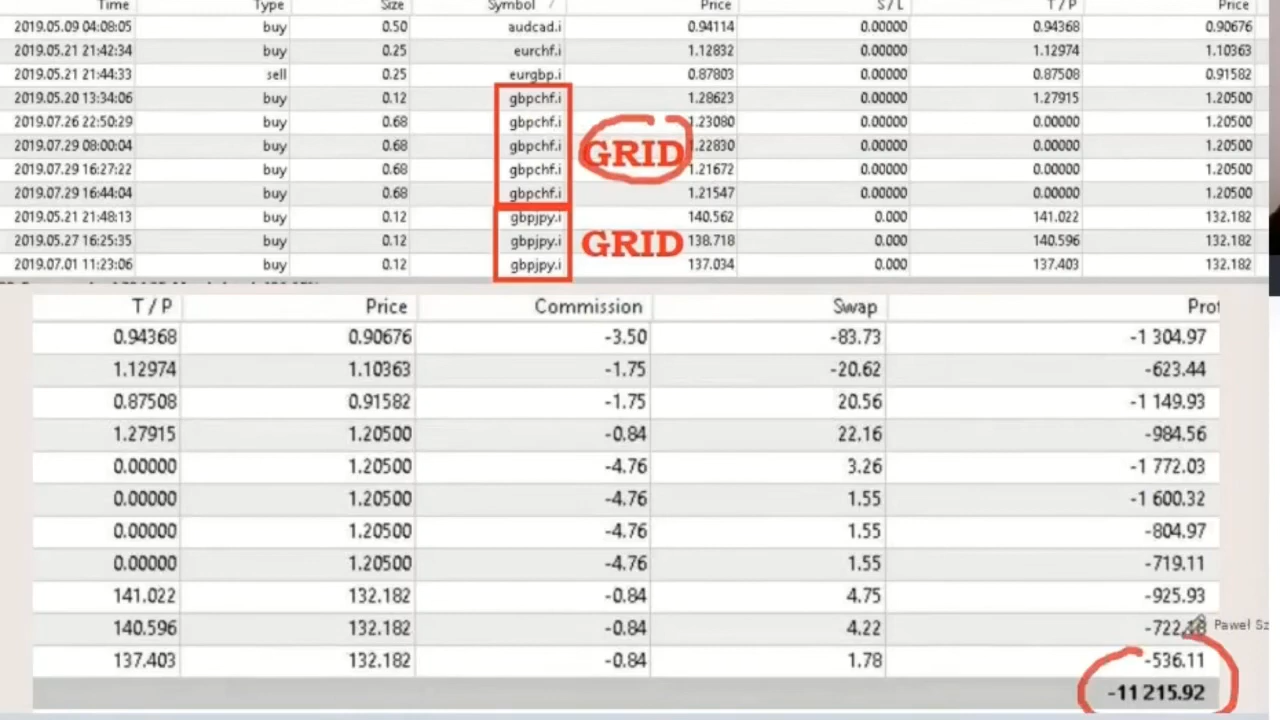 Time Type Size Symbol / Price S / L T / P Price
2019.05.09 04:08:05 buy 0.50 audcad.i 0.94114 0.00000 0.94368 0.90676
2019.05.21 21:42:34 buy 0.25 eurchf.i 1.12832 0.00000 1.12974 1.10363
2019.05.21 21:44:33 sell 0.25 eurgbp.i 0.87803 0.00000 0.87508 0.91582
2019.05.20 13:34:06 buy 0.12 gbpchf.i 1.28623 0.00000 1.27915 1.20500
2019.07.26 22:50:29 buy 0.68 gbpchf.i 1.23080 0.00000 0.00000 1.20500
2019.07.29 08:00:04 buy 0.68 gbpchf.i GRID 1.22830 0.00000 0.00000 1.20500
2019.07.29 16:27:22 buy 0.68 gbpchf.i 1.21672 0.00000 0.00000 1.20500
2019.07.29 16:44:04 buy 0.68 gbpchf.i 1.21547 0.00000 0.00000 1.20500
2019.05.21 21:48:13 buy 0.12 gbpjpy.i 140.562 0.000 141.022 132.182
2019.05.27 16:25:35 buy 0.12 gbpjpy.i GRID 138.718 0.000 140.596 132.182
2019.07.01 11:23:06 buy 0.12 gbpjpy.i 137.034 0.000 137.403 132.182
T / P Price Commission Swap Prof
0.94368 0.90676 -3.50 -83.73 -1 304.97
1.12974 1.10363 -1.75 -20.62 -623.44
0.87508 0.91582 -1.75 20.56 -1 149.93
1.27915 1.20500 -0.84 22.16 -984.56
0.00000 1.20500 -4.76 3.26 -1 772.03
0.00000 1.20500 -4.76 1.55 -1 600.32
0.00000 1.20500 -4.76 1.55 -804.97
0.00000 1.20500 -4.76 1.55 -719.11
141.022 132.182 -0.84 4.75 -925.93
140.596 132.182 -0.84 4.22 -722.18 Paweł Sz
137.403 132.182 -0.84 1.78 -536.11
-11 215.92